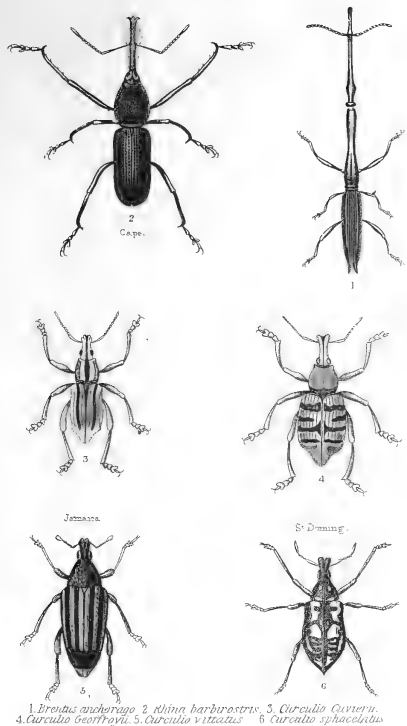 2
Cape.
1
3
4
Jamaica
St Doming.
5
6
1. Brentus anchorago. 2 Rhina barbirostris. 3. Curculio Cuvieru.
4. Curculio Geoffroyii. 5. Curculio vittatus 6 Curculio sphacelatus